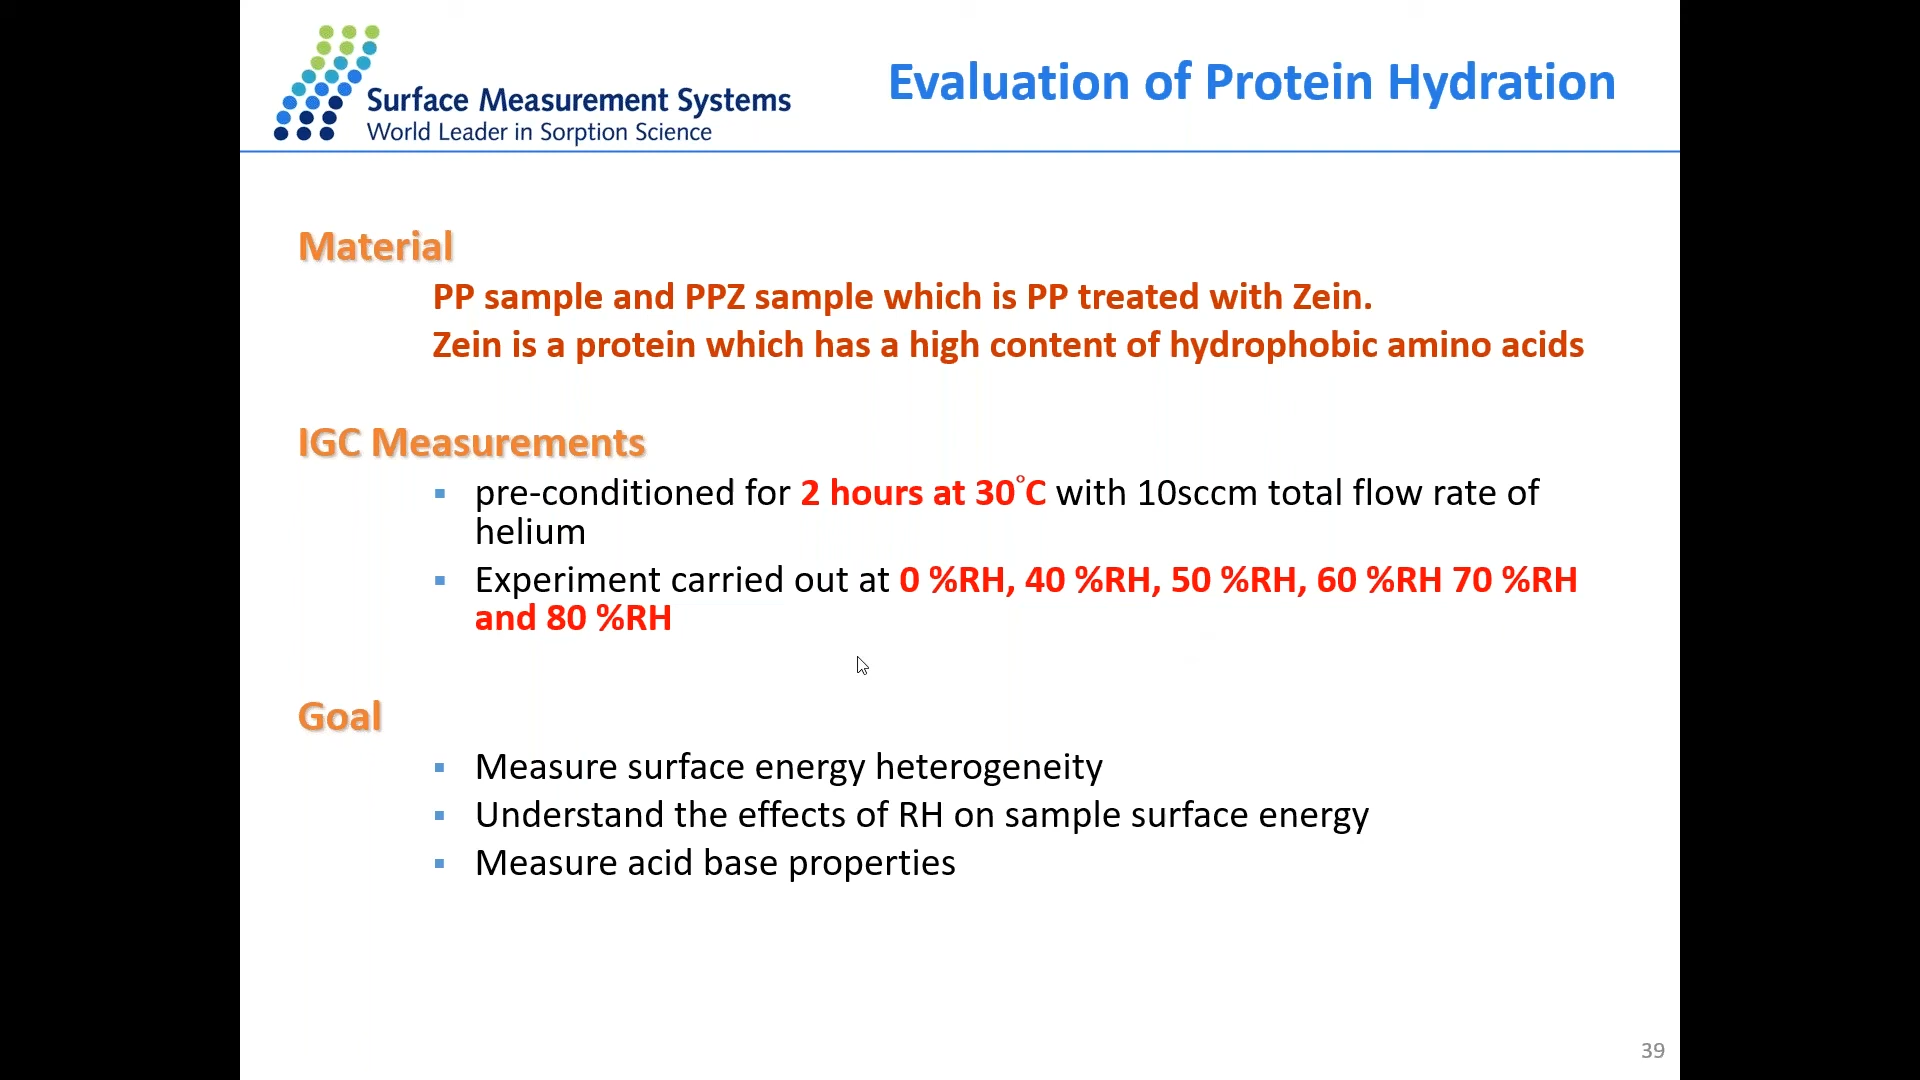 Surface Measurement Systems
World Leader in Sorption Science
Evaluation of Protein Hydration
Material
PP sample and PPZ sample which is PP treated with Zein.
Zein is a protein which has a high content of hydrophobic amino acids
IGC Measurements
▪ pre-conditioned for 2 hours at 30°C with 10sccm total flow rate of
helium
▪ Experiment carried out at 0 %RH, 40 %RH, 50 %RH, 60 %RH 70 %RH
and 80 %RH
Goal
▪ Measure surface energy heterogeneity
▪ Understand the effects of RH on sample surface energy
▪ Measure acid base properties
39